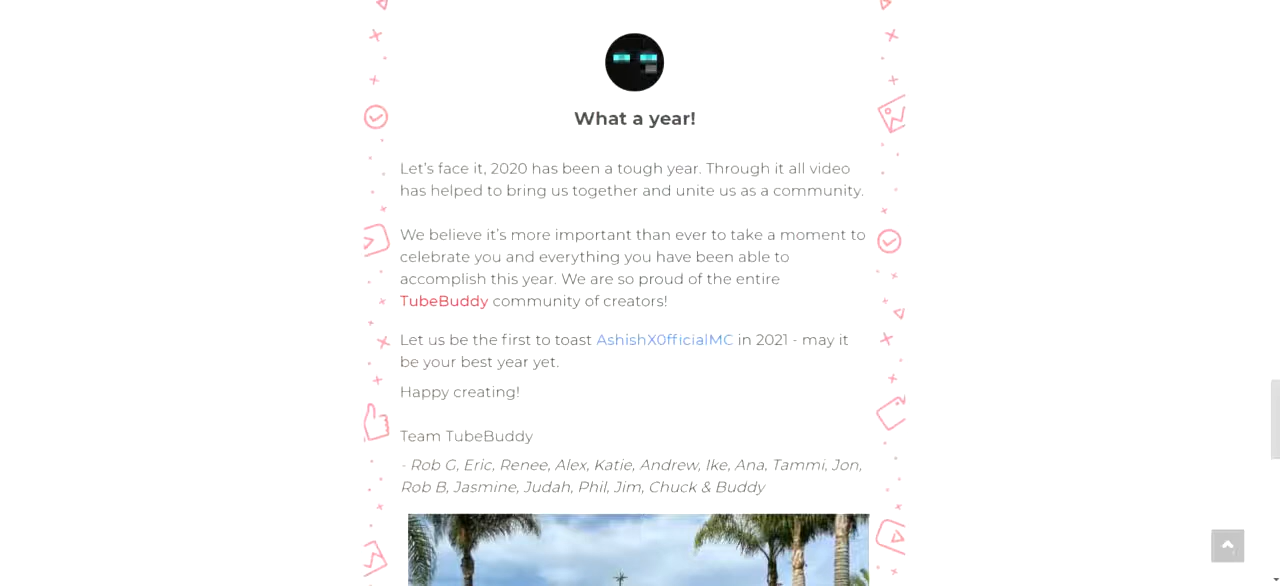 What a year!
Let’s face it, 2020 has been a tough year. Through it all video
has helped to bring us together and unite us as a community.
We believe it’s more important than ever to take a moment to
celebrate you and everything you have been able to
accomplish this year. We are so proud of the entire
TubeBuddy community of creators!
Let us be the first to toast AshishX0fficialMC in 2021 - may it
be your best year yet.
Happy creating!
Team TubeBuddy
- Rob G, Eric, Renee, Alex, Katie, Andrew, Ike, Ana, Tammi, Jon,
Rob B, Jasmine, Judah, Phil, Jim, Chuck & Buddy